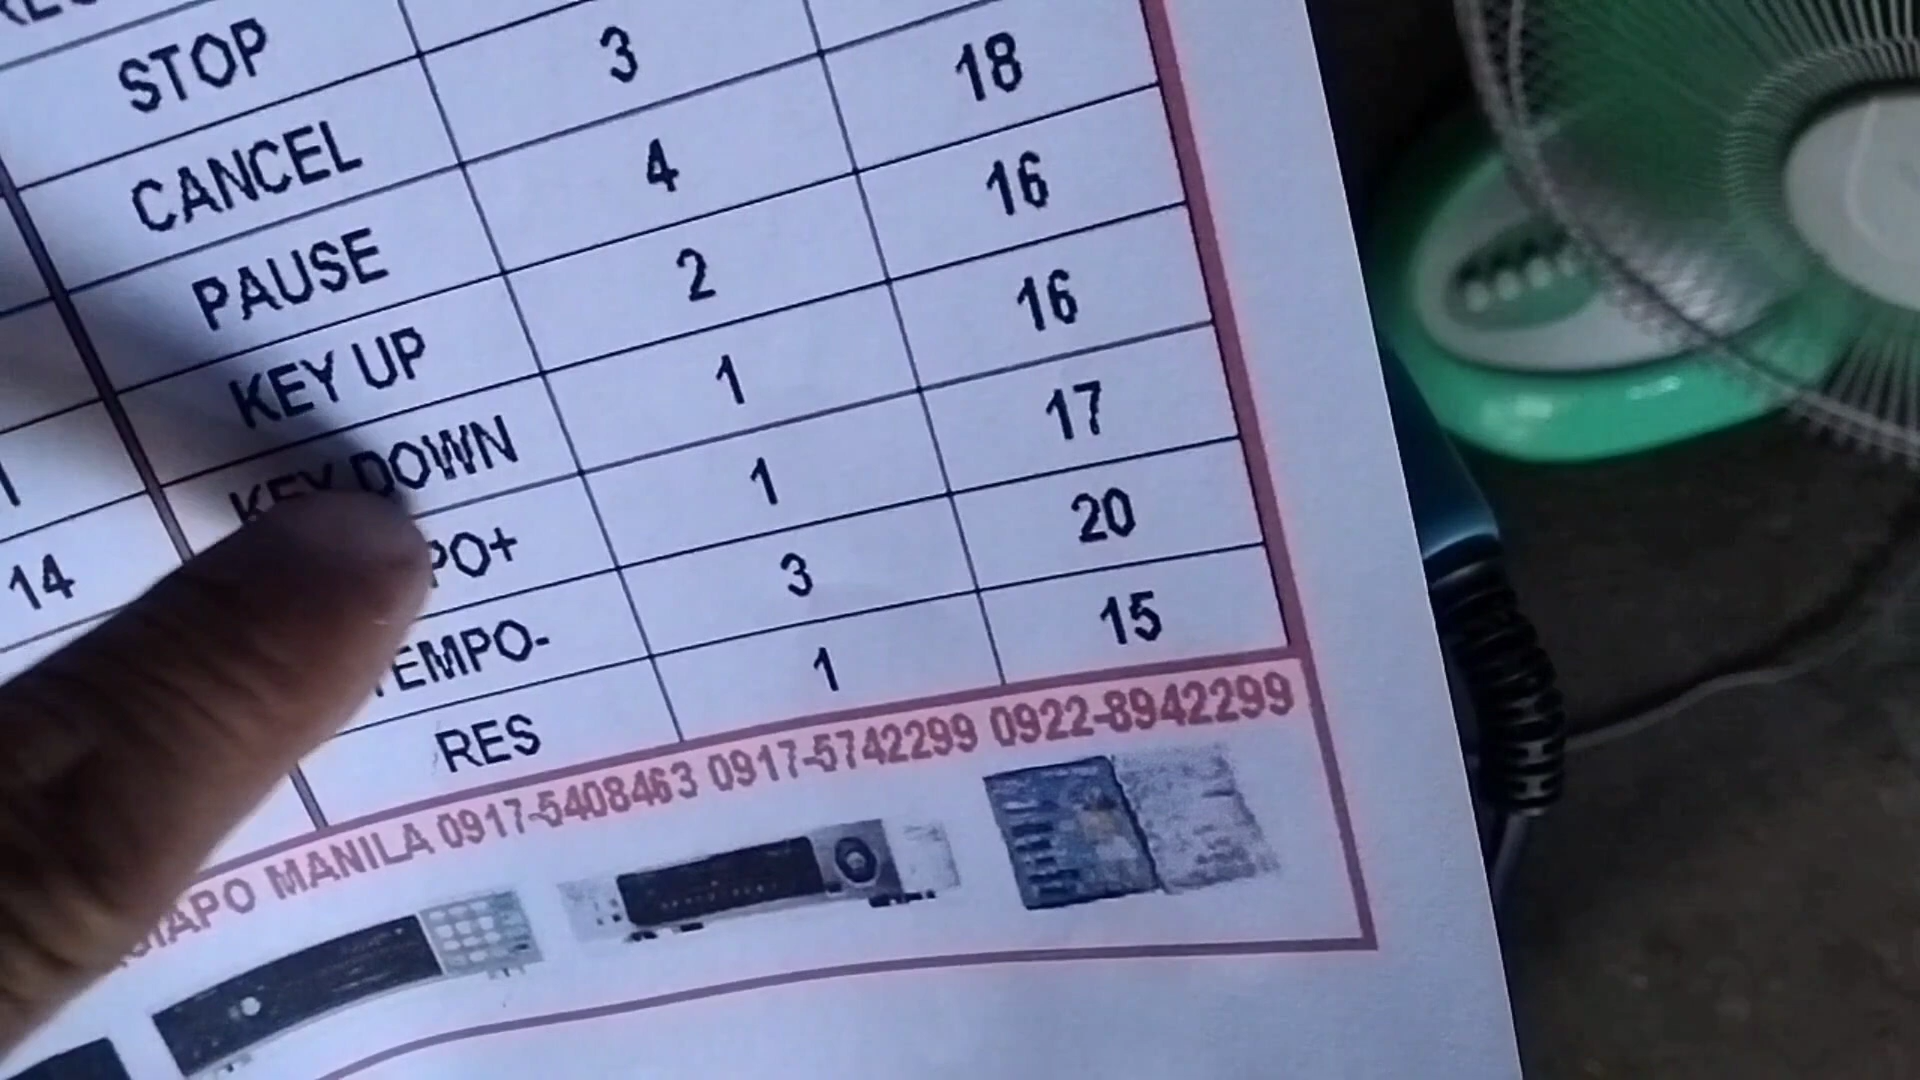 STOP
CANCEL 3
PAUSE 4 18
KEY UP 2 16
14 KEY DOWN 1 16
PO+ 1 17
TEMPO- 3 20
RES 1 15
MANILA 0917-5408463 0917-5742299 0922-8942299